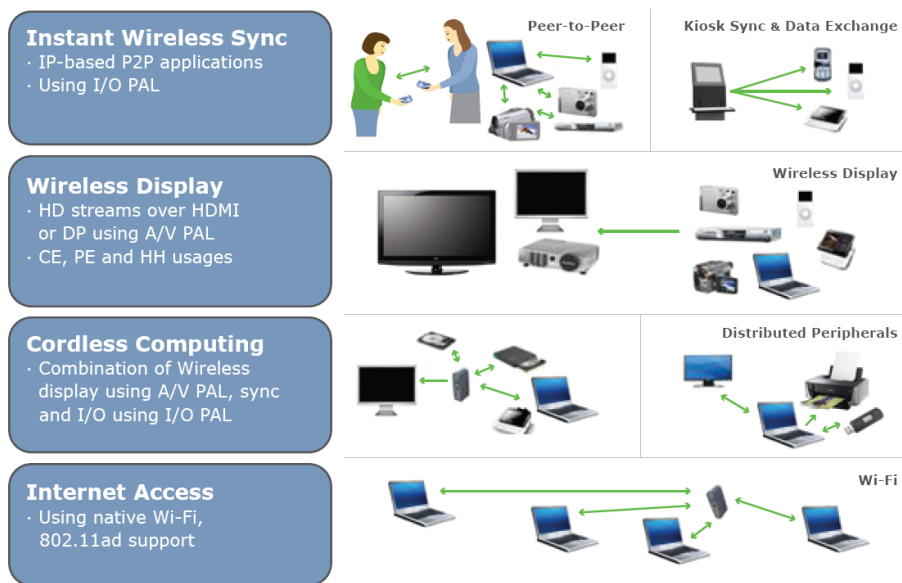 Instant Wireless Sync
· IP-based P2P applications
· Using I/O PAL
Peer-to-Peer
Kiosk Sync & Data Exchange
Wireless Display
· HD streams over HDMI
or DP using A/V PAL
· CE, PE and HH usages
Wireless Display
Cordless Computing
· Combination of Wireless
display using A/V PAL, sync
and I/O using I/O PAL
Distributed Peripherals
Internet Access
· Using native Wi-Fi,
802.11ad support
Wi-Fi